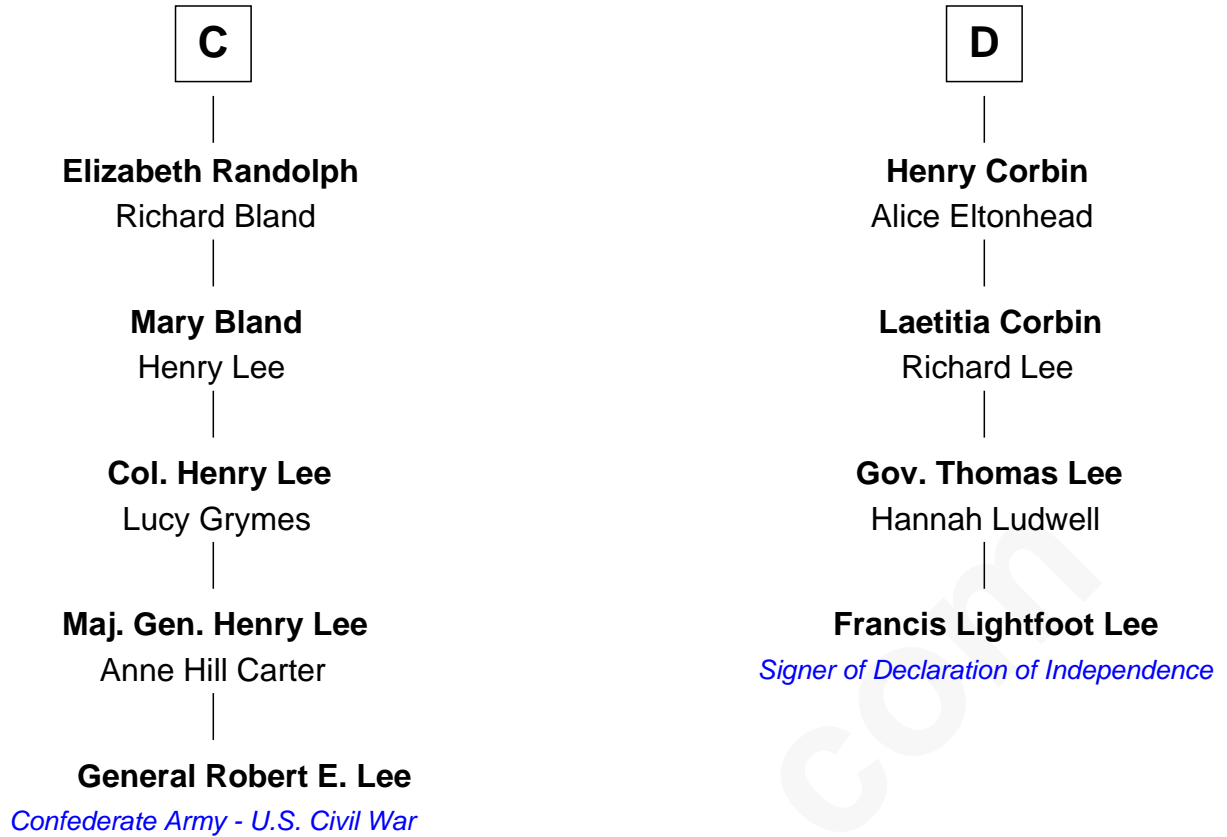 C
Elizabeth Randolph
Richard Bland
Mary Bland
Henry Lee
Col. Henry Lee
Lucy Grymes
Maj. Gen. Henry Lee
Anne Hill Carter
General Robert E. Lee
Confederate Army - U.S. Civil War
D
Henry Corbin
Alice Eltonhead
Laetitia Corbin
Richard Lee
Gov. Thomas Lee
Hannah Ludwell
Francis Lightfoot Lee
Signer of Declaration of Independence
com